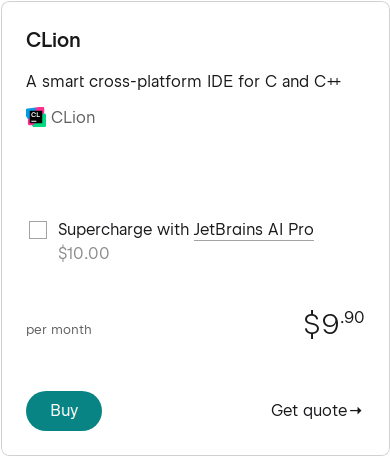 CLion
A smart cross-platform IDE for C and C++
CL
CLion
Supercharge with JetBrains AI Pro
$10.00
per month
$9.90
Buy
Get quote→